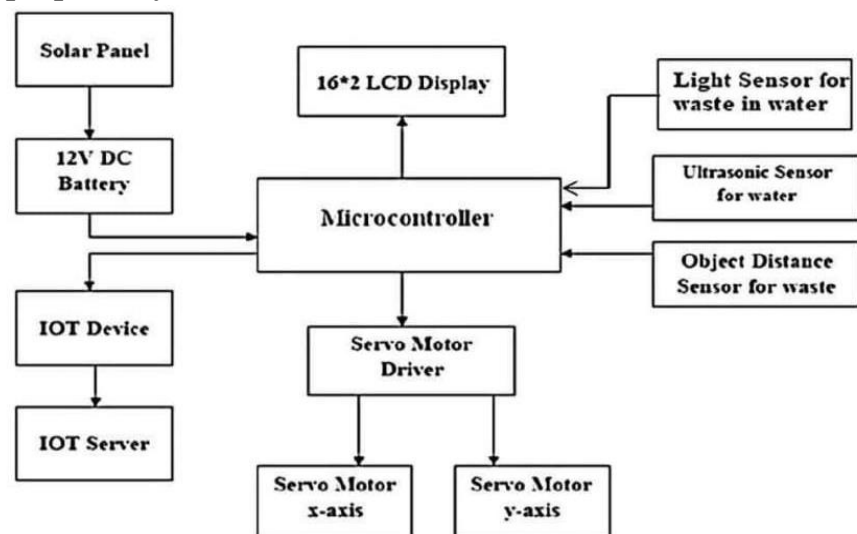 Solar Panel
16*2 LCD Display
Light Sensor for
waste in water
12V DC
Battery
Ultrasonic Sensor
for water
Microcontroller
Object Distance
Sensor for waste
IOT Device
Servo Motor
Driver
IOT Server
Servo Motor
x-axis
Servo Motor
y-axis